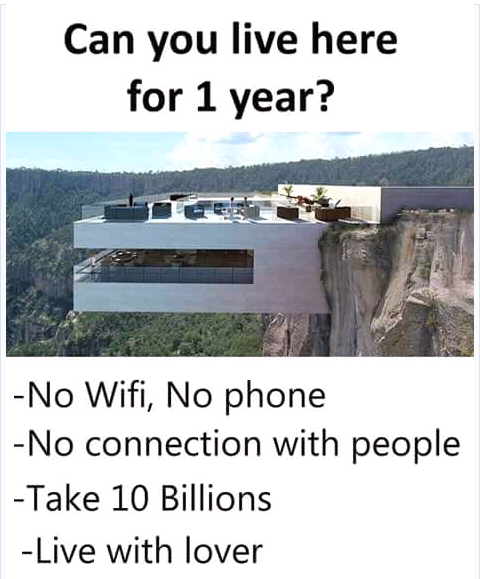 Can you live here
for 1 year?
-No Wifi, No phone
-No connection with people
-Take 10 Billions
-Live with lover